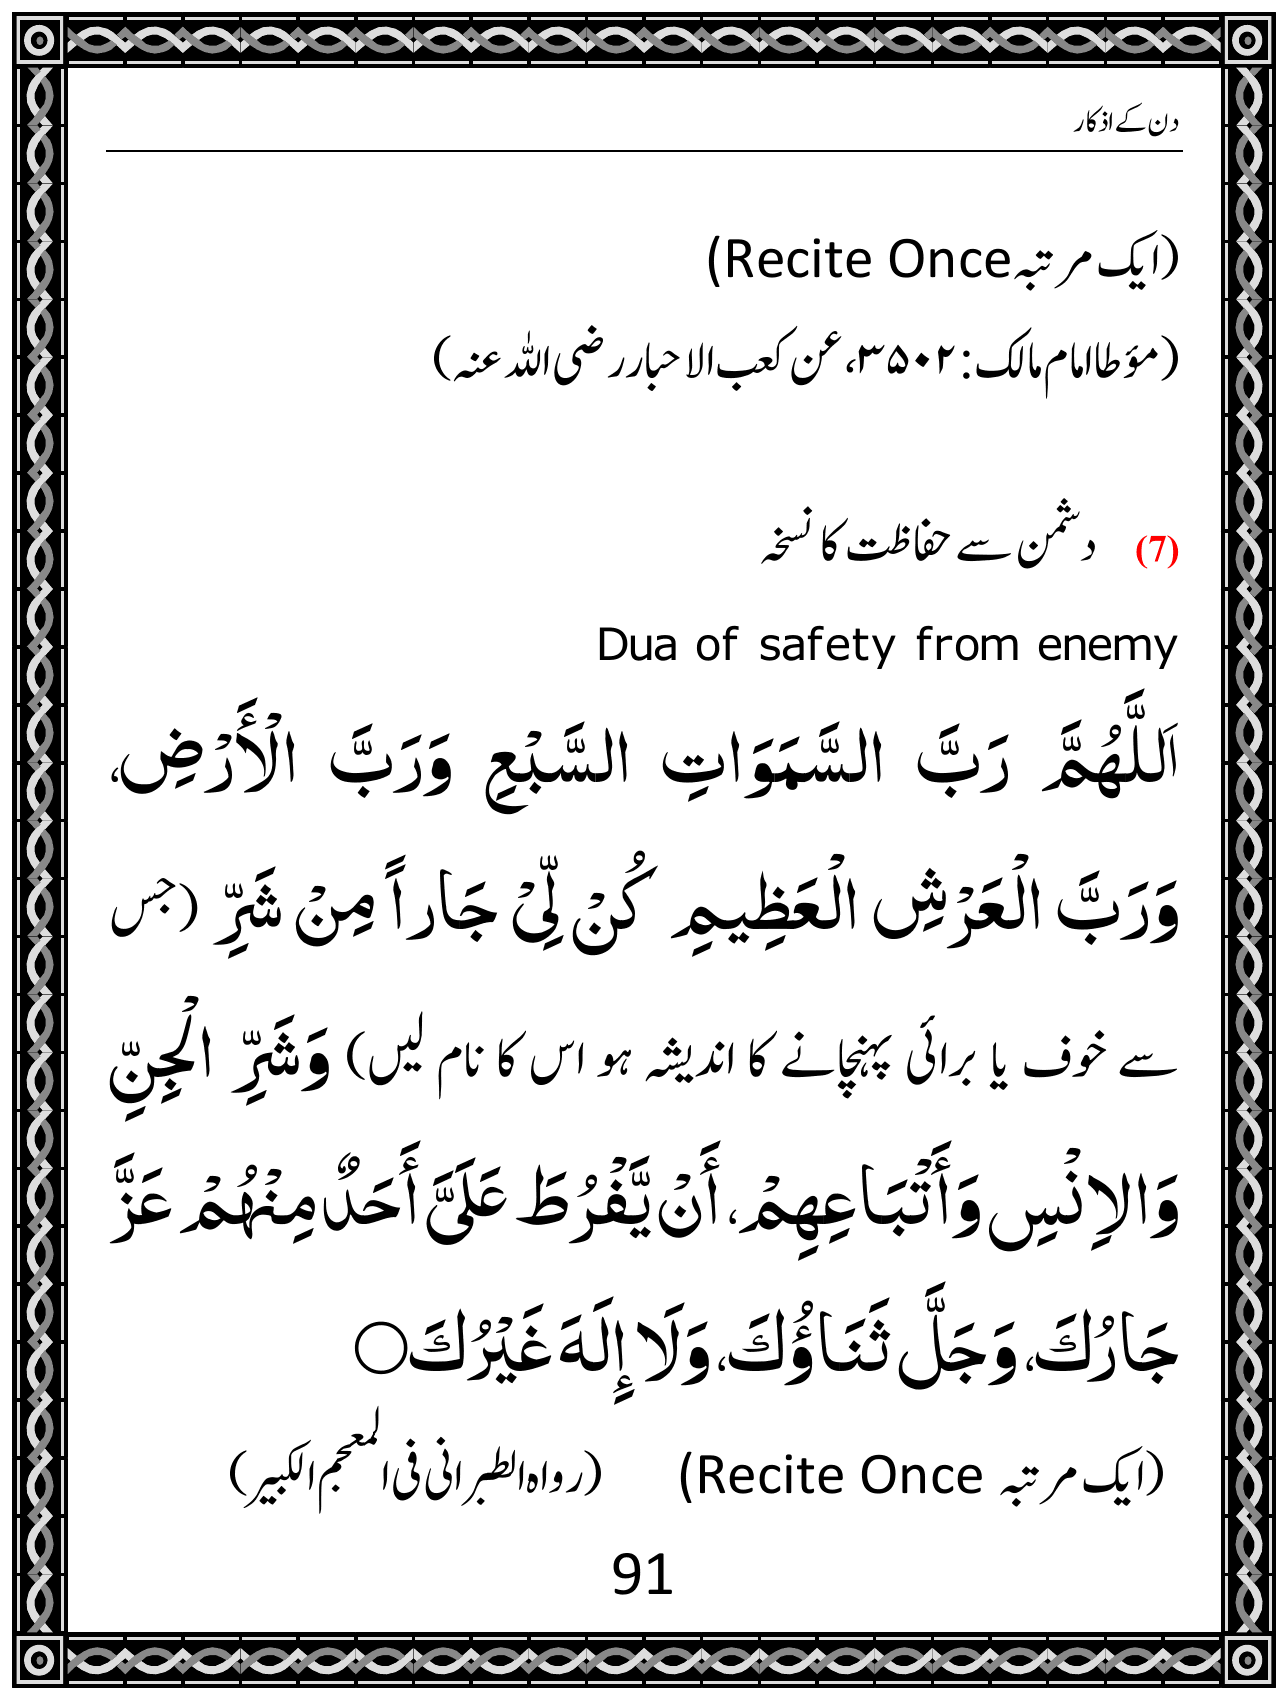 دن کے اذکار
(ایک مرتبہ Recite Once)
(مؤطا امام مالک: ۳۵۰۲، عن کعب الاحبار رضی اللہ عنہ)
(7) دشمن سے حفاظت کا نسخہ
Dua of safety from enemy
اَللَّهُمَّ رَبَّ السَّمَوَاتِ السَّبْعِ وَرَبَّ الْأَرْضِ،
وَرَبَّ الْعَرْشِ الْعَظِيمِ كُنْ لِّيْ جَاراً مِنْ شَرِّ (جس
سے خوف یا برائی پہنچانے کا اندیشہ ہو اس کا نام لیں) وَشَرِّ الْجِنِّ
وَالاِنْسِ وَأَتْبَاعِهِمْ، أَنْ يَّفْرُطَ عَلَيَّ أَحَدٌ مِنْهُمْ عَزَّ
جَارُكَ، وَجَلَّ ثَنَاؤُكَ، وَلَا إِلَهَ غَيْرُكَ○
(ایک مرتبہ Recite Once) (رواہ الطبرانی فی المعجم الکبیر)
91